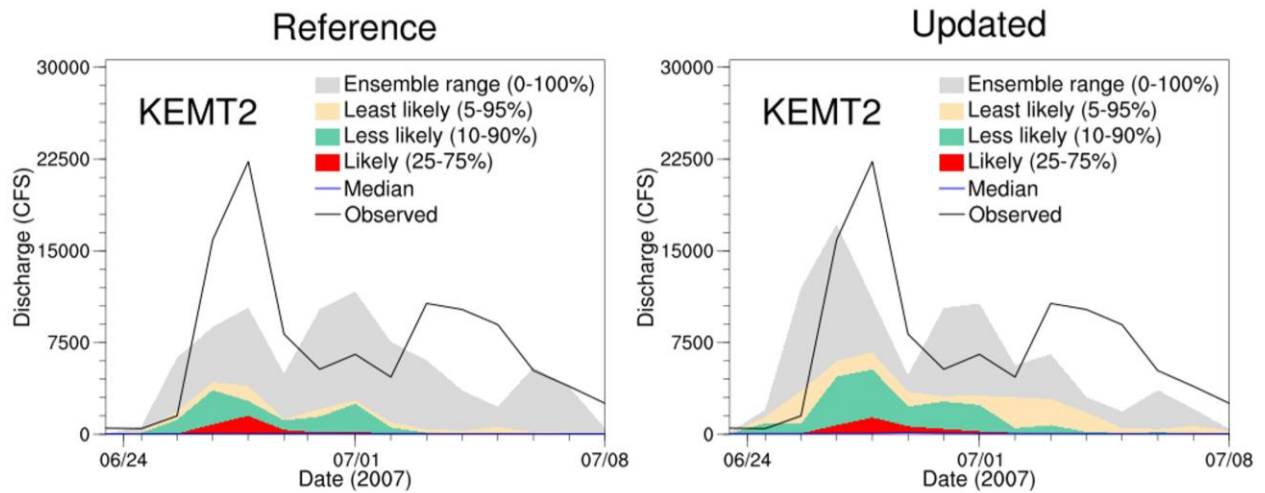 Reference
30000
22500
15000
7500
0
Discharge (CFS)
KEMT2
Ensemble range (0-100%)
Least likely (5-95%)
Less likely (10-90%)
Likely (25-75%)
Median
Observed
06/24
07/01
07/08
Date (2007)
Updated
30000
22500
15000
7500
0
Discharge (CFS)
KEMT2
Ensemble range (0-100%)
Least likely (5-95%)
Less likely (10-90%)
Likely (25-75%)
Median
Observed
06/24
07/01
07/08
Date (2007)